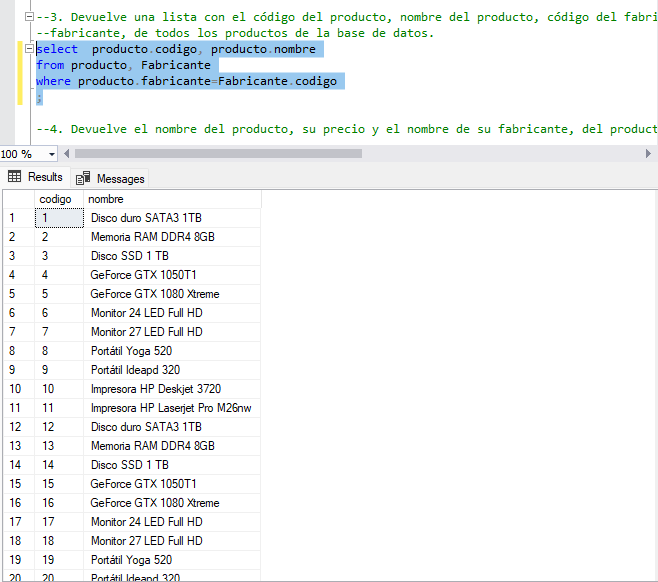 --3. Devuelve una lista con el código del producto, nombre del producto, código del fabri
--fabricante, de todos los productos de la base de datos.
select  producto.codigo, producto.nombre
from producto, Fabricante
where producto.fabricante=Fabricante.codigo
;
--4. Devuelve el nombre del producto, su precio y el nombre de su fabricante, del product
100 %
Results Messages
codigo nombre
1 1 Disco duro SATA3 1TB
2 2 Memoria RAM DDR4 8GB
3 3 Disco SSD 1 TB
4 4 GeForce GTX 1050T1
5 5 GeForce GTX 1080 Xtreme
6 6 Monitor 24 LED Full HD
7 7 Monitor 27 LED Full HD
8 8 Portátil Yoga 520
9 9 Portátil Ideapd 320
10 10 Impresora HP Deskjet 3720
11 11 Impresora HP Laserjet Pro M26nw
12 12 Disco duro SATA3 1TB
13 13 Memoria RAM DDR4 8GB
14 14 Disco SSD 1 TB
15 15 GeForce GTX 1050T1
16 16 GeForce GTX 1080 Xtreme
17 17 Monitor 24 LED Full HD
18 18 Monitor 27 LED Full HD
19 19 Portátil Yoga 520
20 20 Portátil Ideapd 320